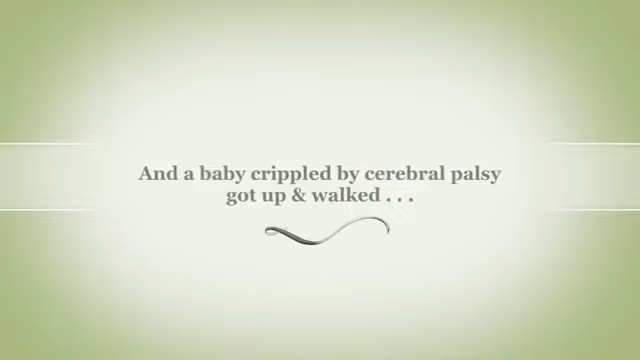 And a baby crippled by cerebral palsy
got up & walked . . .